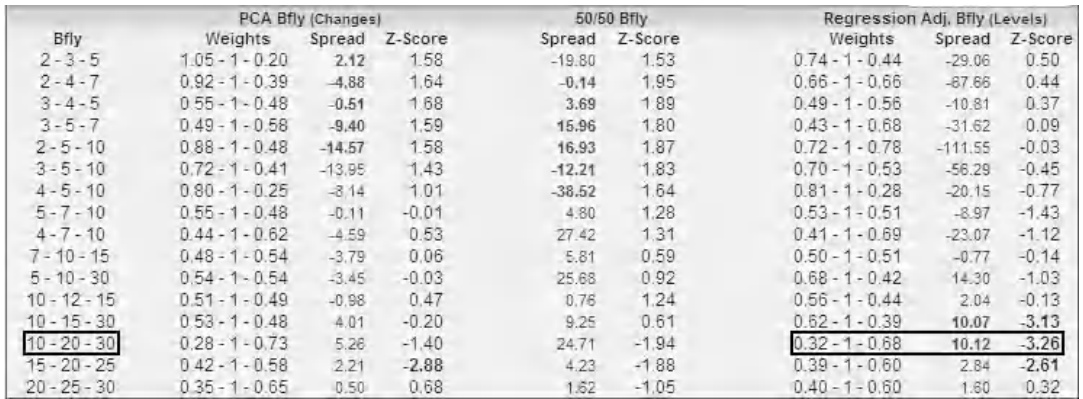 PCA Bfly (Changes) 50/50 Bfly Regression Adj. Bfly (Levels)
Bfly Weights Spread Z-Score Spread Z-Score Weights Spread Z-Score
2 - 3 - 5 1.05 - 1 - 0.20 2.12 1.58 -19.80 1.53 0.74 - 1 - 0.44 -29.06 0.50
2 - 4 - 7 0.92 - 1 - 0.39 -4.88 1.64 -0.14 1.95 0.66 - 1 - 0.66 -67.66 0.44
3 - 4 - 5 0.55 - 1 - 0.48 -0.51 1.68 3.69 1.89 0.49 - 1 - 0.56 -10.81 0.37
3 - 5 - 7 0.49 - 1 - 0.58 -9.40 1.59 15.96 1.80 0.43 - 1 - 0.68 -31.62 0.09
2 - 5 - 10 0.88 - 1 - 0.48 -14.57 1.58 16.93 1.87 0.72 - 1 - 0.78 -111.55 -0.03
3 - 5 - 10 0.72 - 1 - 0.41 -13.95 1.43 -12.21 1.83 0.70 - 1 - 0.53 -56.29 -0.45
4 - 5 - 10 0.80 - 1 - 0.25 -8.14 1.01 -38.52 1.64 0.81 - 1 - 0.28 -20.15 -0.77
5 - 7 - 10 0.55 - 1 - 0.48 -0.11 -0.01 4.80 1.28 0.53 - 1 - 0.51 -8.97 -1.43
4 - 7 - 10 0.44 - 1 - 0.62 -4.59 0.53 27.42 1.31 0.41 - 1 - 0.69 -23.07 -1.12
7 - 10 - 15 0.48 - 1 - 0.54 -3.79 0.06 5.81 0.59 0.50 - 1 - 0.51 -0.77 -0.14
5 - 10 - 30 0.54 - 1 - 0.54 -3.45 -0.03 25.68 0.92 0.68 - 1 - 0.42 14.30 -1.03
10 - 12 - 15 0.51 - 1 - 0.49 -0.98 0.47 0.76 1.24 0.56 - 1 - 0.44 2.04 -0.13
10 - 15 - 30 0.53 - 1 - 0.48 4.01 -0.20 9.25 0.61 0.62 - 1 - 0.39 10.07 -3.13
10 - 20 - 30 0.28 - 1 - 0.73 5.26 -1.40 24.71 -1.94 0.32 - 1 - 0.68 10.12 -3.26
15 - 20 - 25 0.42 - 1 - 0.58 2.21 -2.88 4.23 -1.88 0.39 - 1 - 0.60 2.84 -2.61
20 - 25 - 30 0.35 - 1 - 0.65 0.50 0.68 1.62 -1.05 0.40 - 1 - 0.60 1.60 0.32